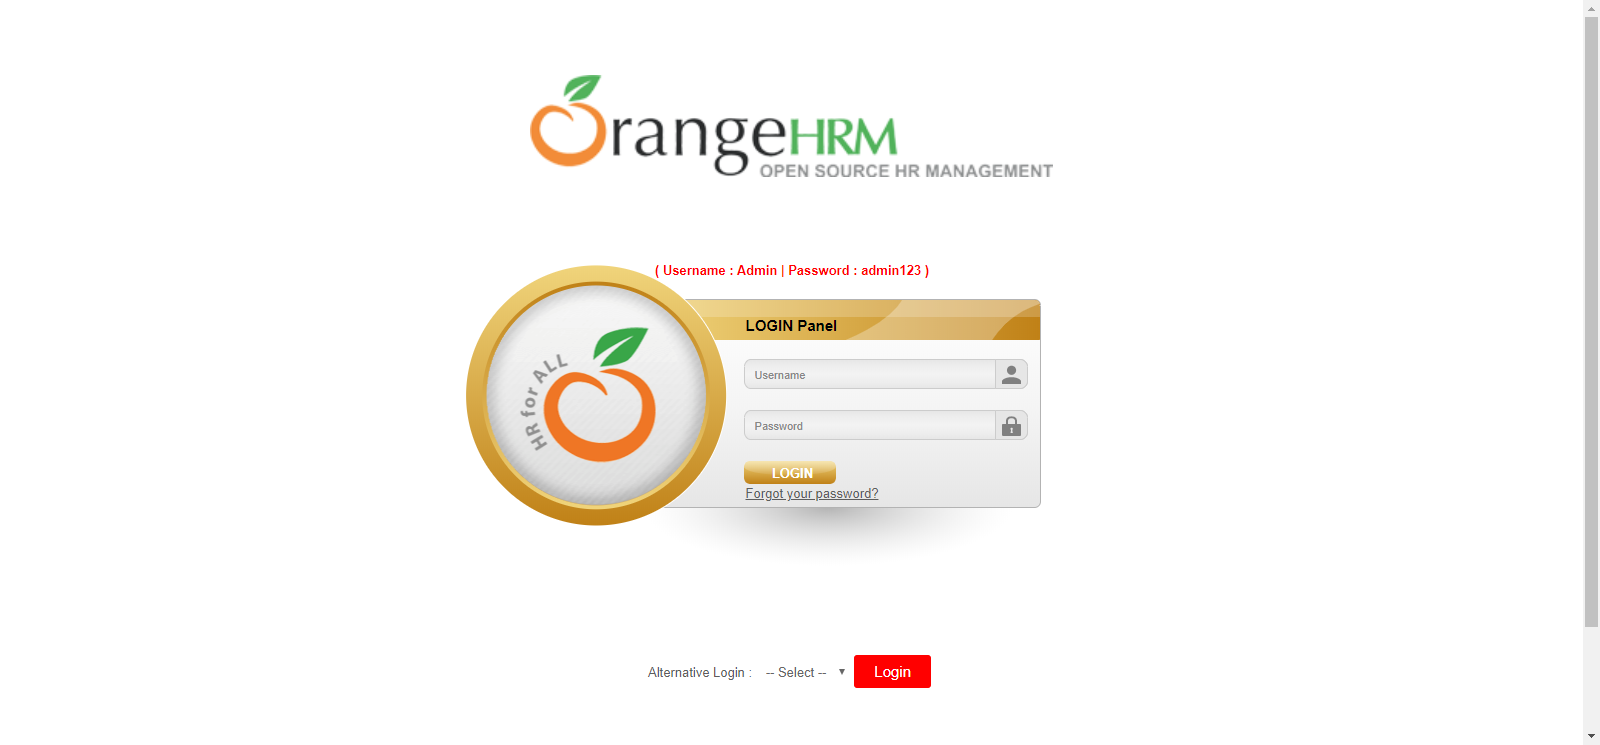 OrangeHRM
OPEN SOURCE HR MANAGEMENT
( Username : Admin | Password : admin123 )
LOGIN Panel
HR for ALL
Username
Password
LOGIN
Forgot your password?
Alternative Login : -- Select -- Login